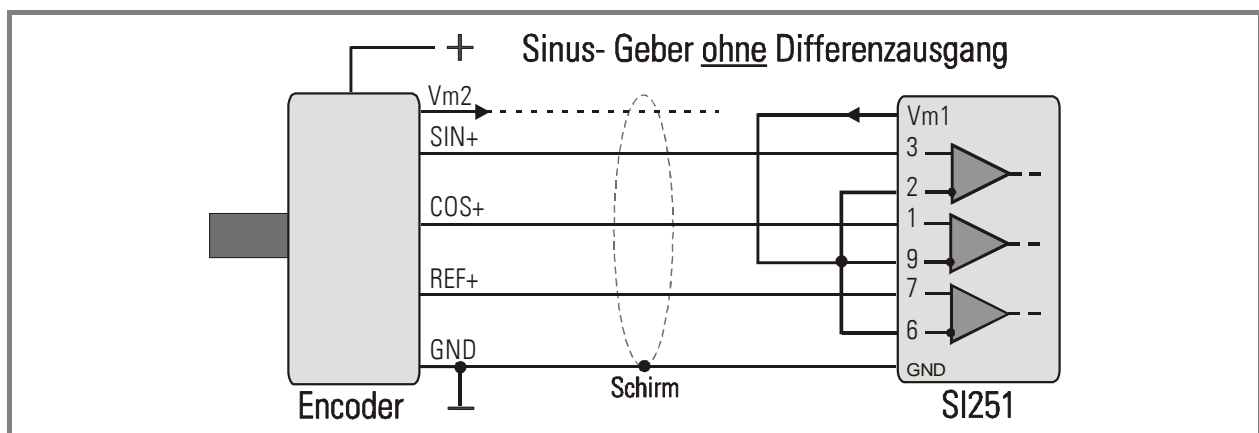 + Sinus- Geber ohne Differenzausgang
Vm2
SIN+
COS+
REF+
GND
Encoder
Schirm
Vm1
3
2
1
9
7
6
GND
SI251